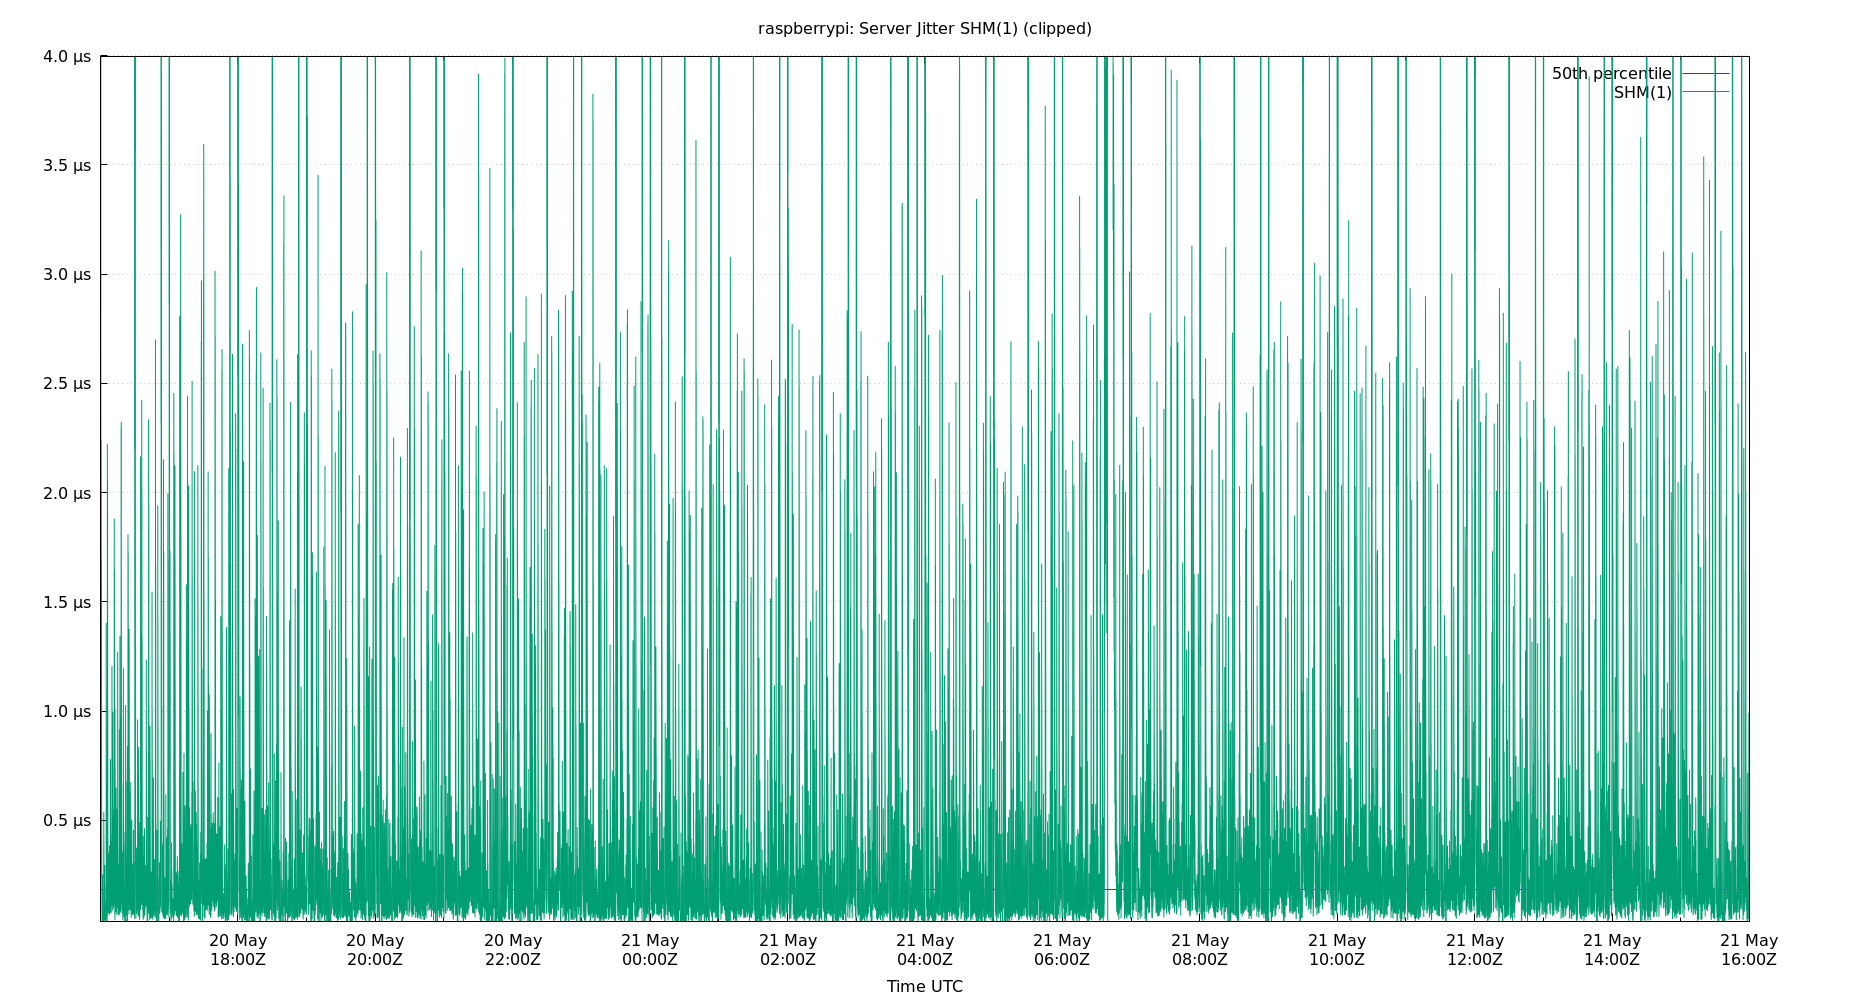 raspberrypi: Server Jitter SHM(1) (clipped)
4.0 μs
3.5 μs
3.0 μs
2.5 μs
2.0 μs
1.5 μs
1.0 μs
0.5 μs
50th percentile
SHM(1)
20 May 20 May 20 May 21 May 21 May 21 May 21 May 21 May 21 May 21 May 21 May 21 May
18:00Z 20:00Z 22:00Z 00:00Z 02:00Z 04:00Z 06:00Z 08:00Z 10:00Z 12:00Z 14:00Z 16:00Z
Time UTC